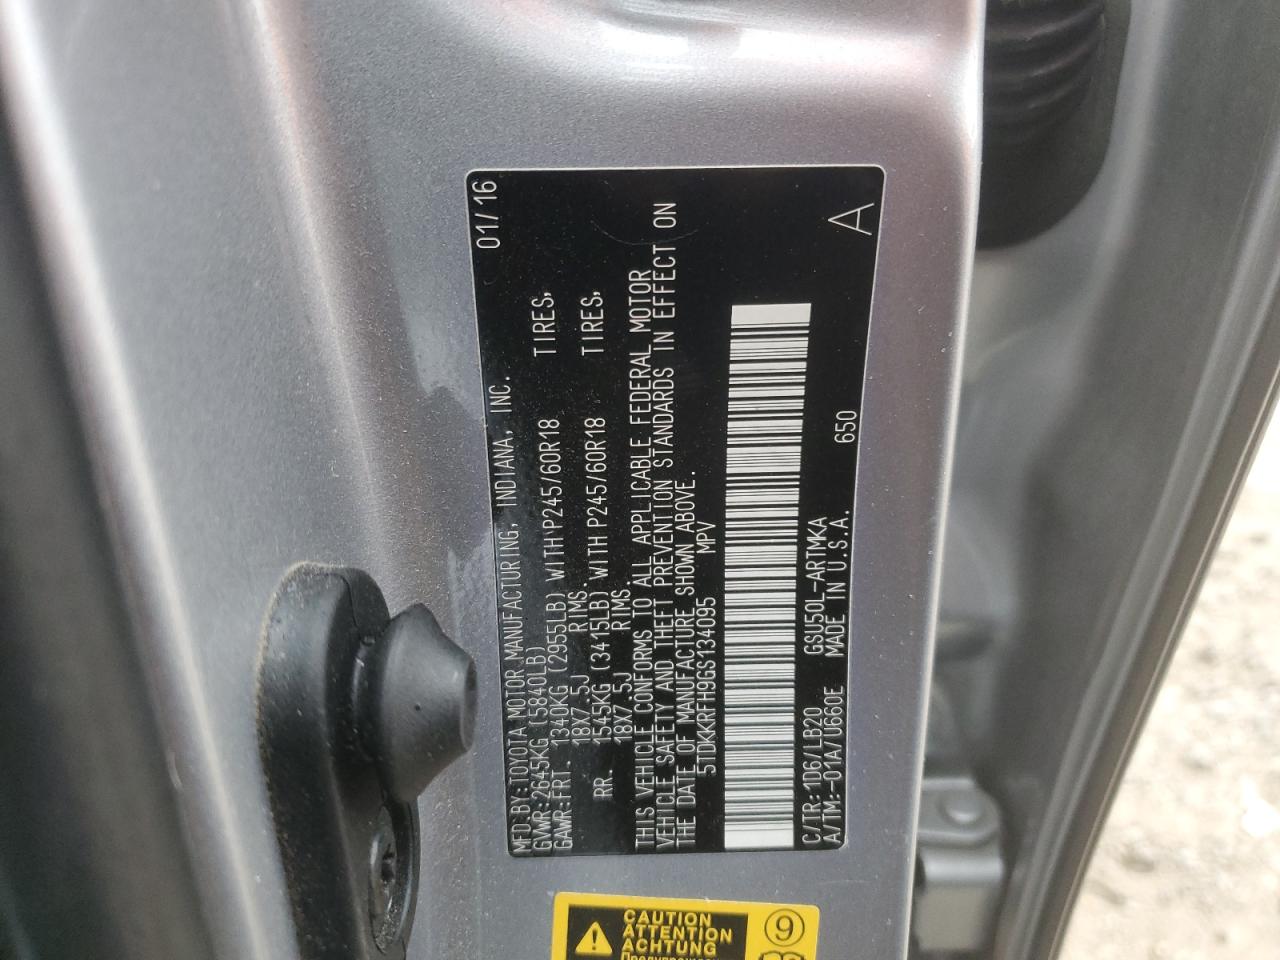 MFD.BY:TOYOTA MOTOR MANUFACTURING, INDIANA, INC. 01/16
GVWR:2645KG (5840LB)
GAWR:FRT. 1340KG (2955LB) WITH P245/60R18 TIRES,
18X7.5J RIMS.
RR. 1545KG (3415LB) WITH P245/60R18 TIRES,
18X7.5J RIMS.
THIS VEHICLE CONFORMS TO ALL APPLICABLE FEDERAL MOTOR
VEHICLE SAFETY AND THEFT PREVENTION STANDARDS IN EFFECT ON
THE DATE OF MANUFACTURE SHOWN ABOVE.
5TDKKRFH9GS134095 MPV
C/TR:1D6/LB20 GSU50L-ARTMKA 650
A/TM:-01A/U660E MADE IN U.S.A.
A
CAUTION
ATTENTION
ACHTUNG
9